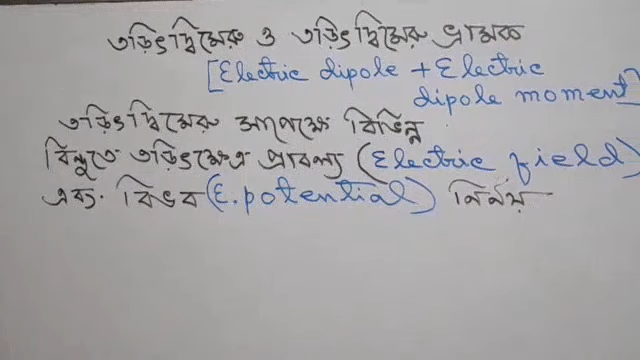 তড়িৎদ্বিমেরু ও তড়িৎদ্বিমেরু ভ্রামক
[Electric dipole + Electric
dipole moment]
তড়িৎদ্বিমেরু সাপেক্ষে বিভিন্ন
বিন্দুতে তড়িৎক্ষেত্র প্রাবল্য (Electric field)
এবং বিভব (E. potential) নির্ণয়